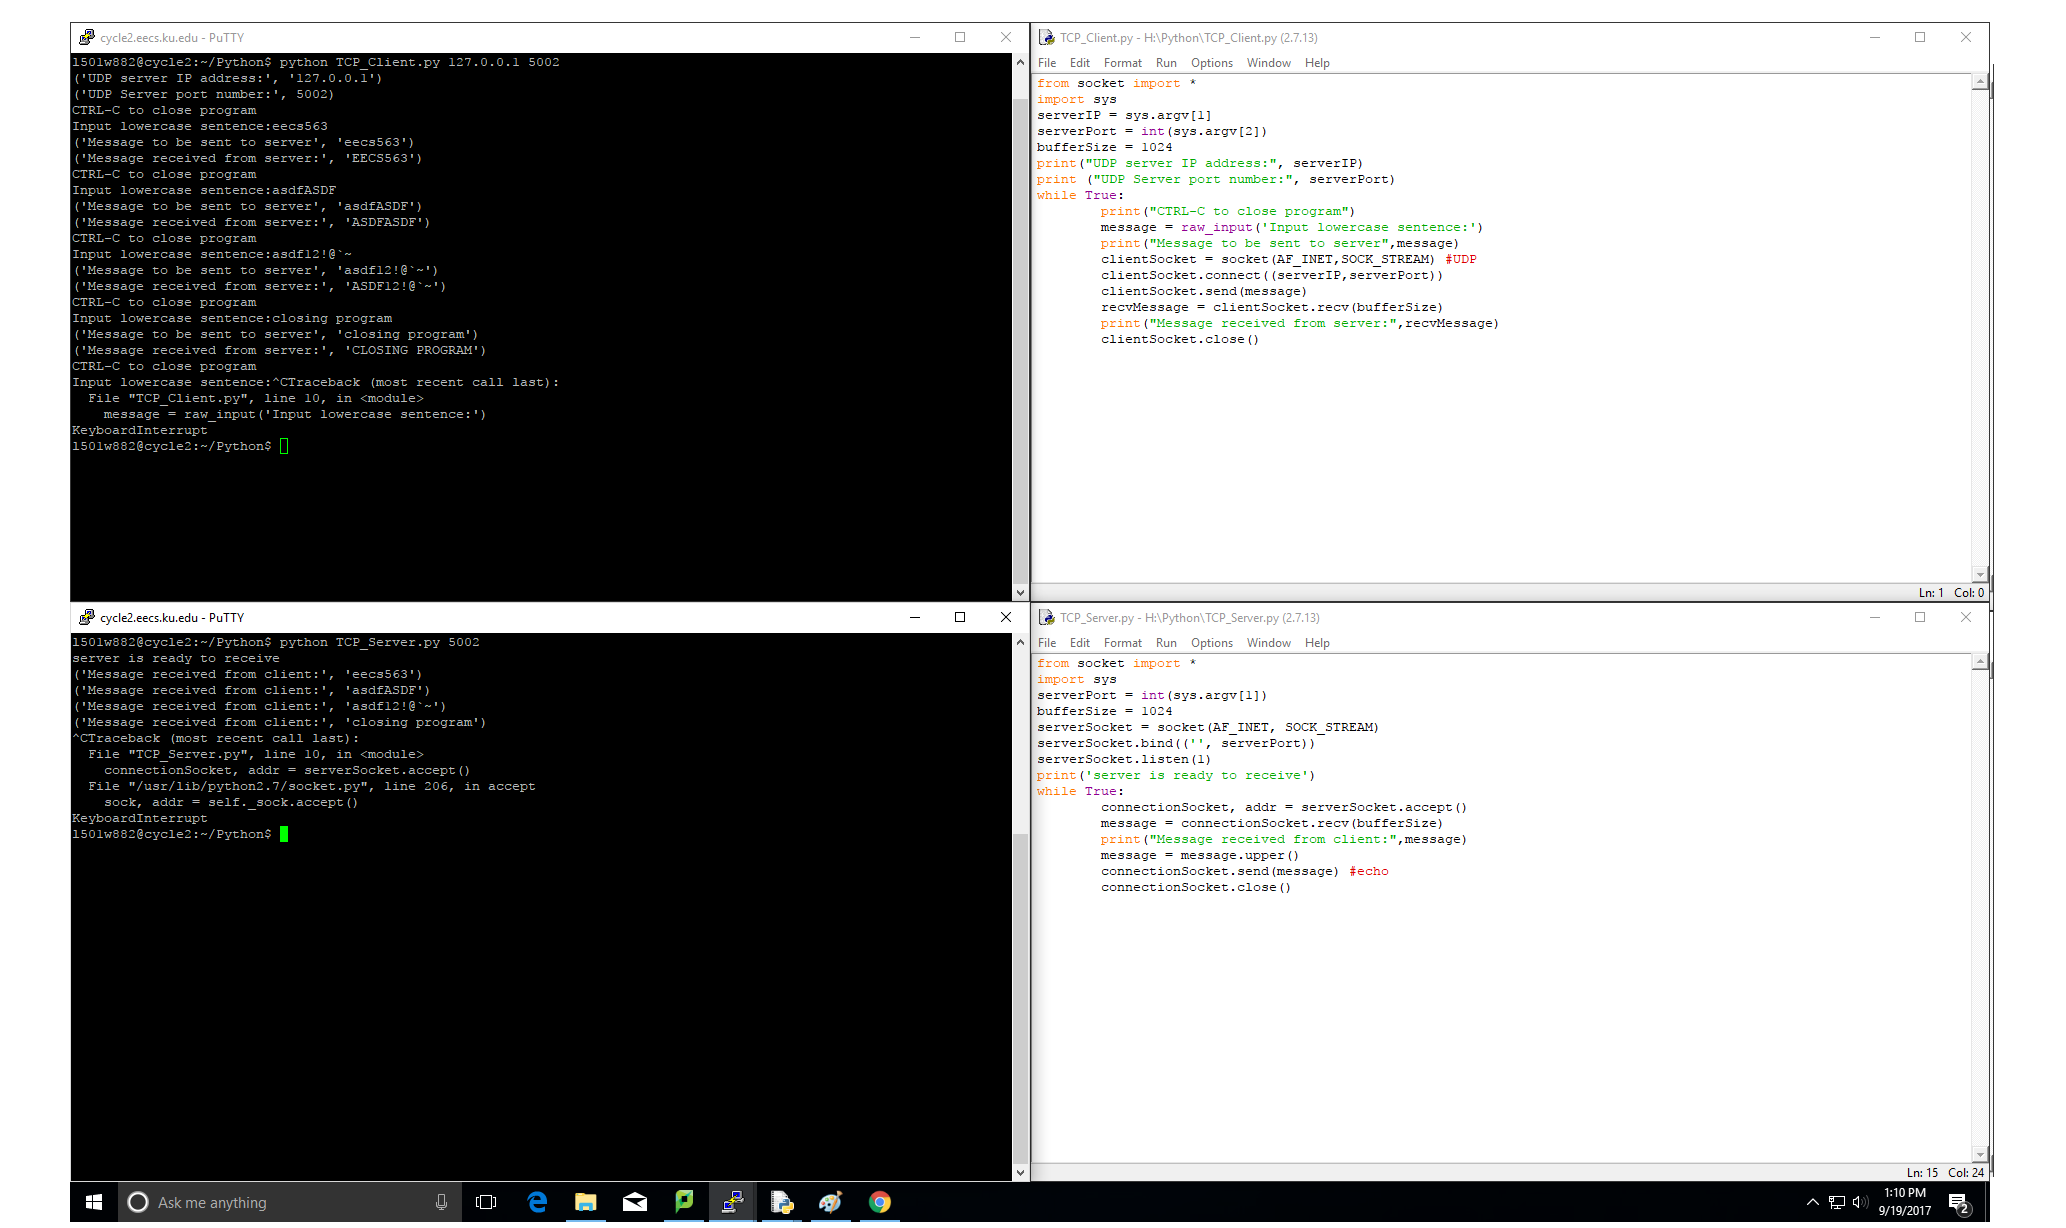 cycle2.eecs.ku.edu - PuTTY
l501w882@cycle2:~/Python$ python TCP_Client.py 127.0.0.1 5002
('UDP server IP address:', '127.0.0.1')
('UDP Server port number:', 5002)
CTRL-C to close program
Input lowercase sentence:eecs563
('Message to be sent to server', 'eecs563')
('Message received from server:', 'EECS563')
CTRL-C to close program
Input lowercase sentence:asdfASDF
('Message to be sent to server', 'asdfASDF')
('Message received from server:', 'ASDFASDF')
CTRL-C to close program
Input lowercase sentence:asdf12!@`~
('Message to be sent to server', 'asdf12!@`~')
('Message received from server:', 'ASDF12!@`~')
CTRL-C to close program
Input lowercase sentence:closing program
('Message to be sent to server', 'closing program')
('Message received from server:', 'CLOSING PROGRAM')
CTRL-C to close program
Input lowercase sentence:^CTraceback (most recent call last):
  File "TCP_Client.py", line 10, in <module>
    message = raw_input('Input lowercase sentence:')
KeyboardInterrupt
l501w882@cycle2:~/Python$
TCP_Client.py - H:\Python\TCP_Client.py (2.7.13)
File Edit Format Run Options Window Help
from socket import *
import sys
serverIP = sys.argv[1]
serverPort = int(sys.argv[2])
bufferSize = 1024
print("UDP server IP address:", serverIP)
print ("UDP Server port number:", serverPort)
while True:
        print("CTRL-C to close program")
        message = raw_input('Input lowercase sentence:')
        print("Message to be sent to server",message)
        clientSocket = socket(AF_INET,SOCK_STREAM) #UDP
        clientSocket.connect((serverIP,serverPort))
        clientSocket.send(message)
        recvMessage = clientSocket.recv(bufferSize)
        print("Message received from server:",recvMessage)
        clientSocket.close()
Ln: 1 Col: 0
cycle2.eecs.ku.edu - PuTTY
l501w882@cycle2:~/Python$ python TCP_Server.py 5002
server is ready to receive
('Message received from client:', 'eecs563')
('Message received from client:', 'asdfASDF')
('Message received from client:', 'asdf12!@`~')
('Message received from client:', 'closing program')
^CTraceback (most recent call last):
  File "TCP_Server.py", line 10, in <module>
    connectionSocket, addr = serverSocket.accept()
  File "/usr/lib/python2.7/socket.py", line 206, in accept
    sock, addr = self._sock.accept()
KeyboardInterrupt
l501w882@cycle2:~/Python$
TCP_Server.py - H:\Python\TCP_Server.py (2.7.13)
File Edit Format Run Options Window Help
from socket import *
import sys
serverPort = int(sys.argv[1])
bufferSize = 1024
serverSocket = socket(AF_INET, SOCK_STREAM)
serverSocket.bind(('', serverPort))
serverSocket.listen(1)
print('server is ready to receive')
while True:
        connectionSocket, addr = serverSocket.accept()
        message = connectionSocket.recv(bufferSize)
        print("Message received from client:",message)
        message = message.upper()
        connectionSocket.send(message) #echo
        connectionSocket.close()
Ln: 15 Col: 24
Ask me anything
1:10 PM
9/19/2017
2